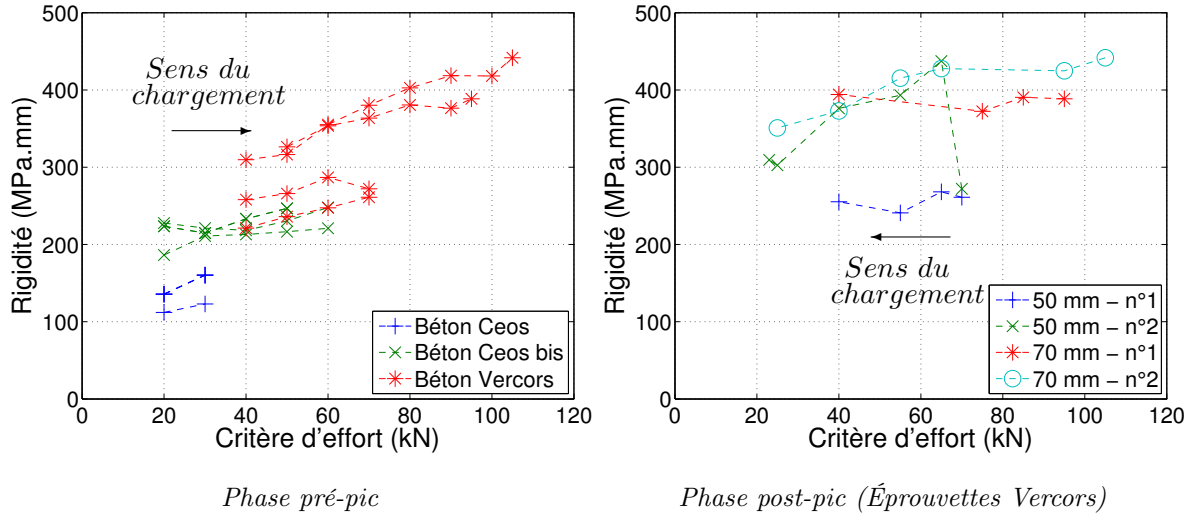 500
400
300
200
100
0
0 20 40 60 80 100 120
Rigidité (MPa.mm)
Critère d'effort (kN)
Sens du
chargement
Béton Ceos
Béton Ceos bis
Béton Vercors
Phase pré-pic
500
400
300
200
100
0
0 20 40 60 80 100 120
Rigidité (MPa.mm)
Critère d'effort (kN)
Sens du
chargement
50 mm − n°1
50 mm − n°2
70 mm − n°1
70 mm − n°2
Phase post-pic (Éprouvettes Vercors)